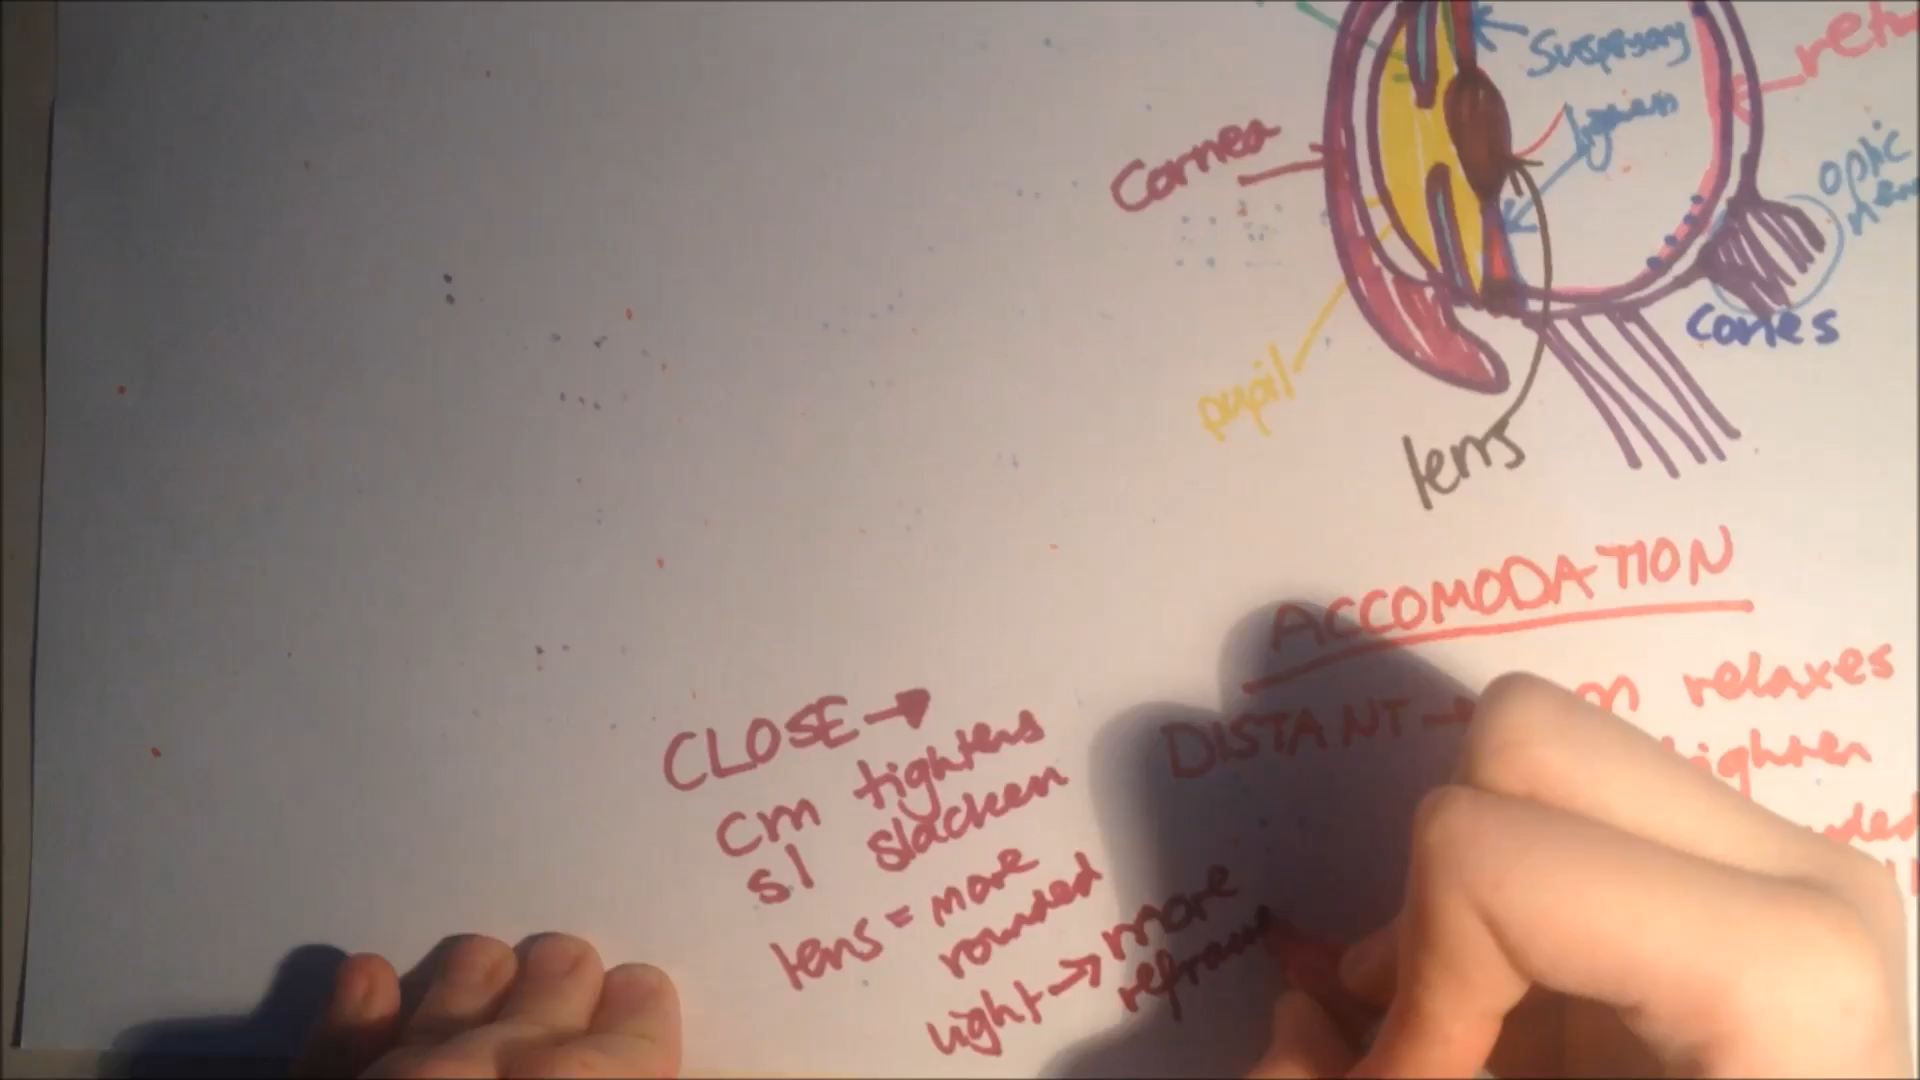 Suspensory
ligament
Cornea
optic
pupil
cones
lens
ACCOMODATION
CLOSE →
cm tightens
sl slacken
lens = more
rounded
light → more
DISTANT →
relaxes
tighten